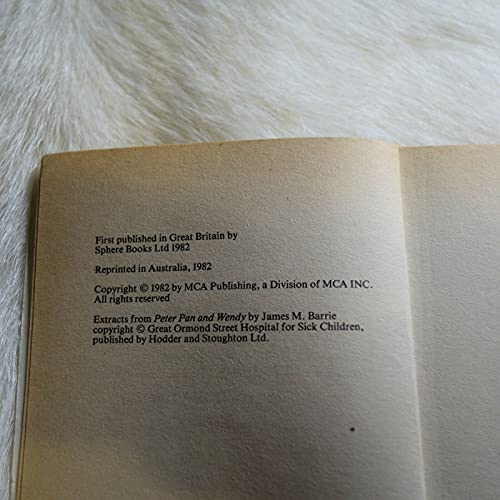 First published in Great Britain by
Sphere Books Ltd 1982
Reprinted in Australia, 1982
Copyright © 1982 by MCA Publishing, a Division of MCA INC.
All rights reserved
Extracts from Peter Pan and Wendy by James M. Barrie
copyright © Great Ormond Street Hospital for Sick Children,
published by Hodder and Stoughton Ltd.